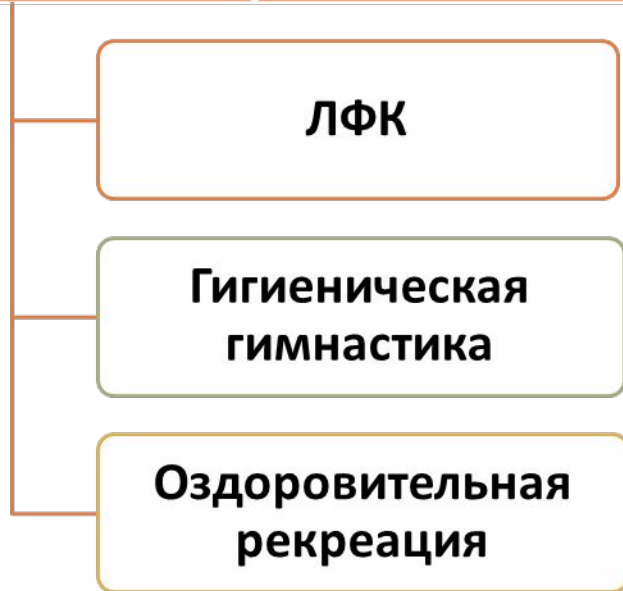 ЛФК
Гигиеническая
гимнастика
Оздоровительная
рекреация